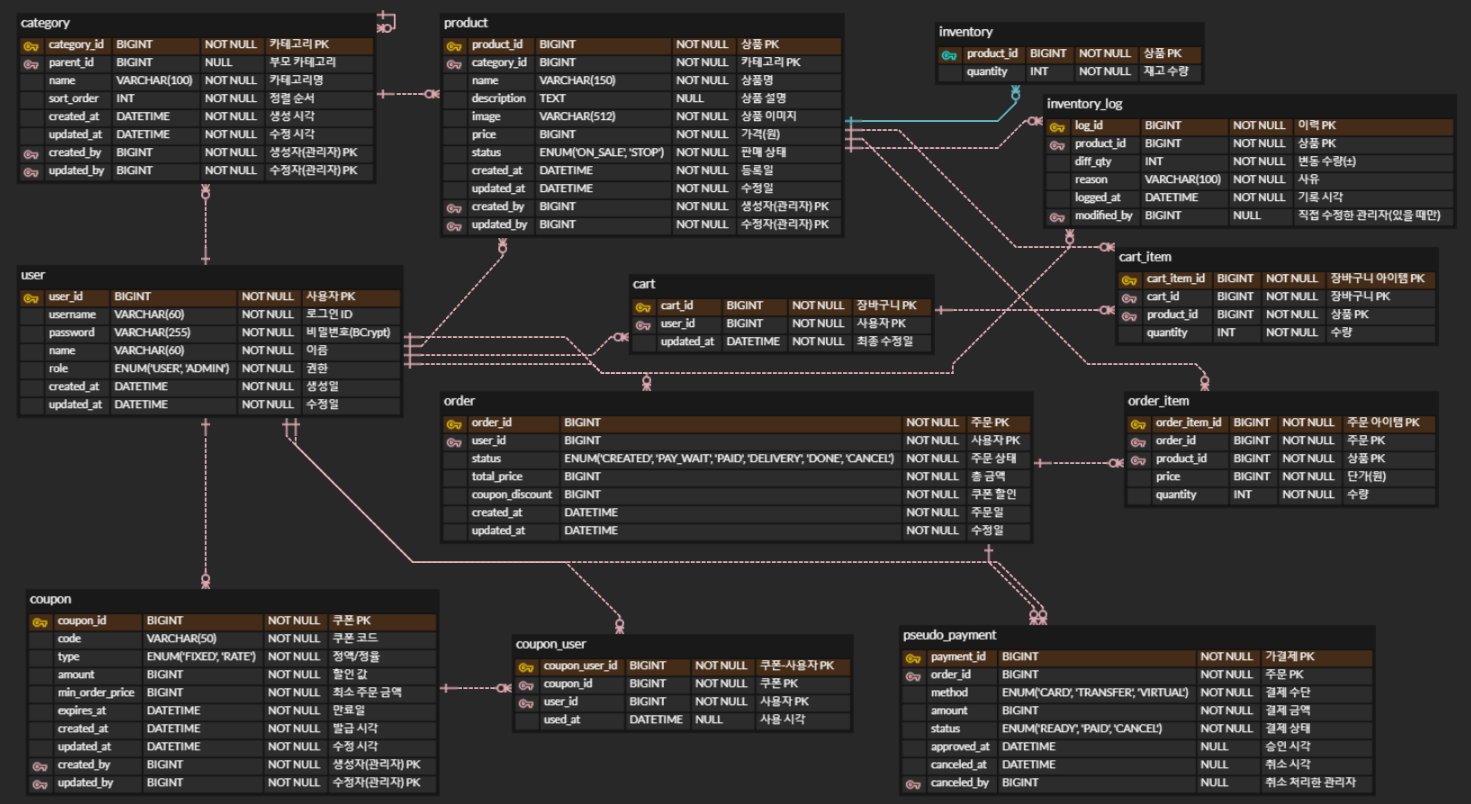 category
category_id BIGINT NOT NULL 카테고리 PK
parent_id BIGINT NULL 부모 카테고리
name VARCHAR(100) NOT NULL 카테고리명
sort_order INT NOT NULL 정렬 순서
created_at DATETIME NOT NULL 생성 시각
updated_at DATETIME NOT NULL 수정 시각
created_by BIGINT NOT NULL 생성자(관리자) PK
updated_by BIGINT NOT NULL 수정자(관리자) PK
product
product_id BIGINT NOT NULL 상품 PK
category_id BIGINT NOT NULL 카테고리 PK
name VARCHAR(150) NOT NULL 상품명
description TEXT NULL 상품 설명
image VARCHAR(512) NOT NULL 상품 이미지
price BIGINT NOT NULL 가격(원)
status ENUM('ON_SALE', 'STOP') NOT NULL 판매 상태
created_at DATETIME NOT NULL 등록일
updated_at DATETIME NOT NULL 수정일
created_by BIGINT NOT NULL 생성자(관리자) PK
updated_by BIGINT NOT NULL 수정자(관리자) PK
inventory
product_id BIGINT NOT NULL 상품 PK
quantity INT NOT NULL 재고 수량
inventory_log
log_id BIGINT NOT NULL 이력 PK
product_id BIGINT NOT NULL 상품 PK
diff_qty INT NOT NULL 변동 수량(±)
reason VARCHAR(100) NOT NULL 사유
logged_at DATETIME NOT NULL 기록 시각
modified_by BIGINT NULL 직접 수정한 관리자(있을 때만)
user
user_id BIGINT NOT NULL 사용자 PK
username VARCHAR(60) NOT NULL 로그인 ID
password VARCHAR(255) NOT NULL 비밀번호(BCrypt)
name VARCHAR(60) NOT NULL 이름
role ENUM('USER', 'ADMIN') NOT NULL 권한
created_at DATETIME NOT NULL 생성일
updated_at DATETIME NOT NULL 수정일
cart
cart_id BIGINT NOT NULL 장바구니 PK
user_id BIGINT NOT NULL 사용자 PK
updated_at DATETIME NOT NULL 최종 수정일
cart_item
cart_item_id BIGINT NOT NULL 장바구니 아이템 PK
cart_id BIGINT NOT NULL 장바구니 PK
product_id BIGINT NOT NULL 상품 PK
quantity INT NOT NULL 수량
order
order_id BIGINT NOT NULL 주문 PK
user_id BIGINT NOT NULL 사용자 PK
status ENUM('CREATED', 'PAY_WAIT', 'PAID', 'DELIVERY', 'DONE', 'CANCEL') NOT NULL 주문 상태
total_price BIGINT NOT NULL 총 금액
coupon_discount BIGINT NOT NULL 쿠폰 할인
created_at DATETIME NOT NULL 주문일
updated_at DATETIME NOT NULL 수정일
order_item
order_item_id BIGINT NOT NULL 주문 아이템 PK
order_id BIGINT NOT NULL 주문 PK
product_id BIGINT NOT NULL 상품 PK
price BIGINT NOT NULL 단가(원)
quantity INT NOT NULL 수량
coupon
coupon_id BIGINT NOT NULL 쿠폰 PK
code VARCHAR(50) NOT NULL 쿠폰 코드
type ENUM('FIXED', 'RATE') NOT NULL 정액/정율
amount BIGINT NOT NULL 할인 값
min_order_price BIGINT NOT NULL 최소 주문 금액
expires_at DATETIME NOT NULL 만료일
created_at DATETIME NOT NULL 발급 시각
updated_at DATETIME NOT NULL 수정 시각
created_by BIGINT NOT NULL 생성자(관리자) PK
updated_by BIGINT NOT NULL 수정자(관리자) PK
coupon_user
coupon_user_id BIGINT NOT NULL 쿠폰-사용자 PK
coupon_id BIGINT NOT NULL 쿠폰 PK
user_id BIGINT NOT NULL 사용자 PK
used_at DATETIME NULL 사용 시각
pseudo_payment
payment_id BIGINT NOT NULL 가결제 PK
order_id BIGINT NOT NULL 주문 PK
method ENUM('CARD', 'TRANSFER', 'VIRTUAL') NOT NULL 결제 수단
amount BIGINT NOT NULL 결제 금액
status ENUM('READY', 'PAID', 'CANCEL') NOT NULL 결제 상태
approved_at DATETIME NULL 승인 시각
canceled_at DATETIME NULL 취소 시각
canceled_by BIGINT NULL 취소 처리한 관리자